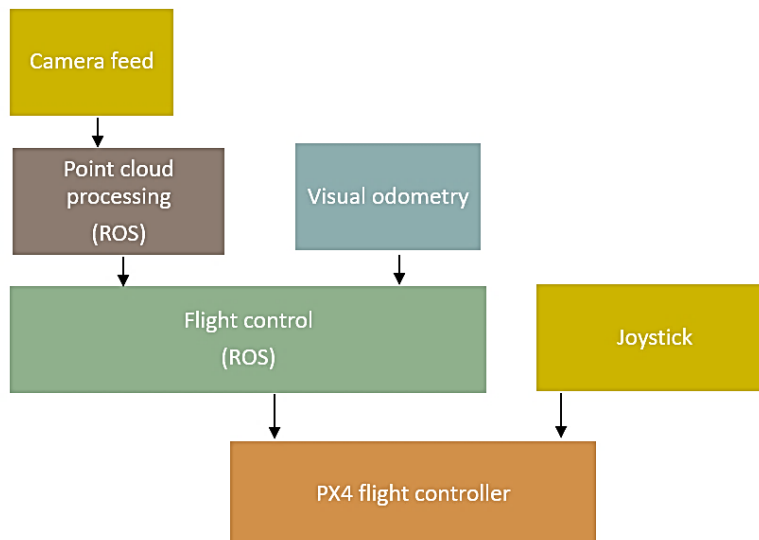 Camera feed
Point cloud
processing
(ROS)
Visual odometry
Flight control
(ROS)
Joystick
PX4 flight controller